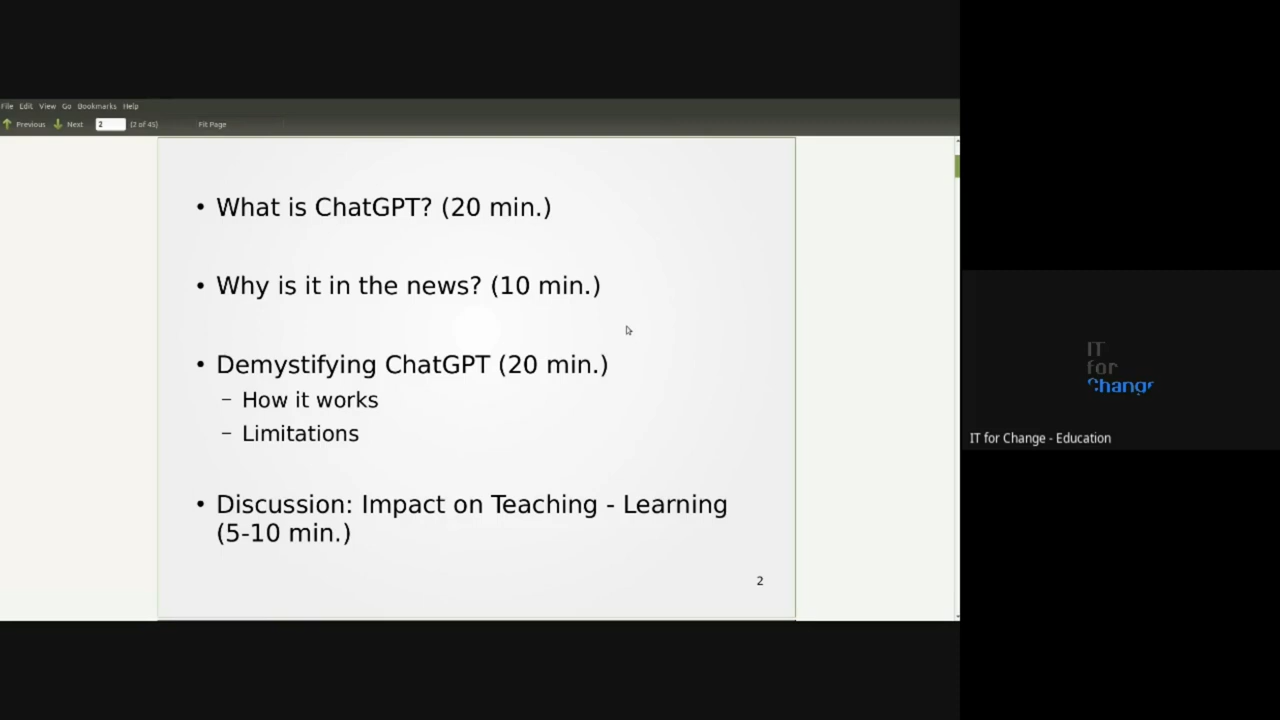 File Edit View Go Bookmarks Help
Previous Next 2 (2 of 45) Fit Page
• What is ChatGPT? (20 min.)
• Why is it in the news? (10 min.)
• Demystifying ChatGPT (20 min.)
– How it works
– Limitations
• Discussion: Impact on Teaching - Learning
(5-10 min.)
2
IT
for
Change
IT for Change - Education